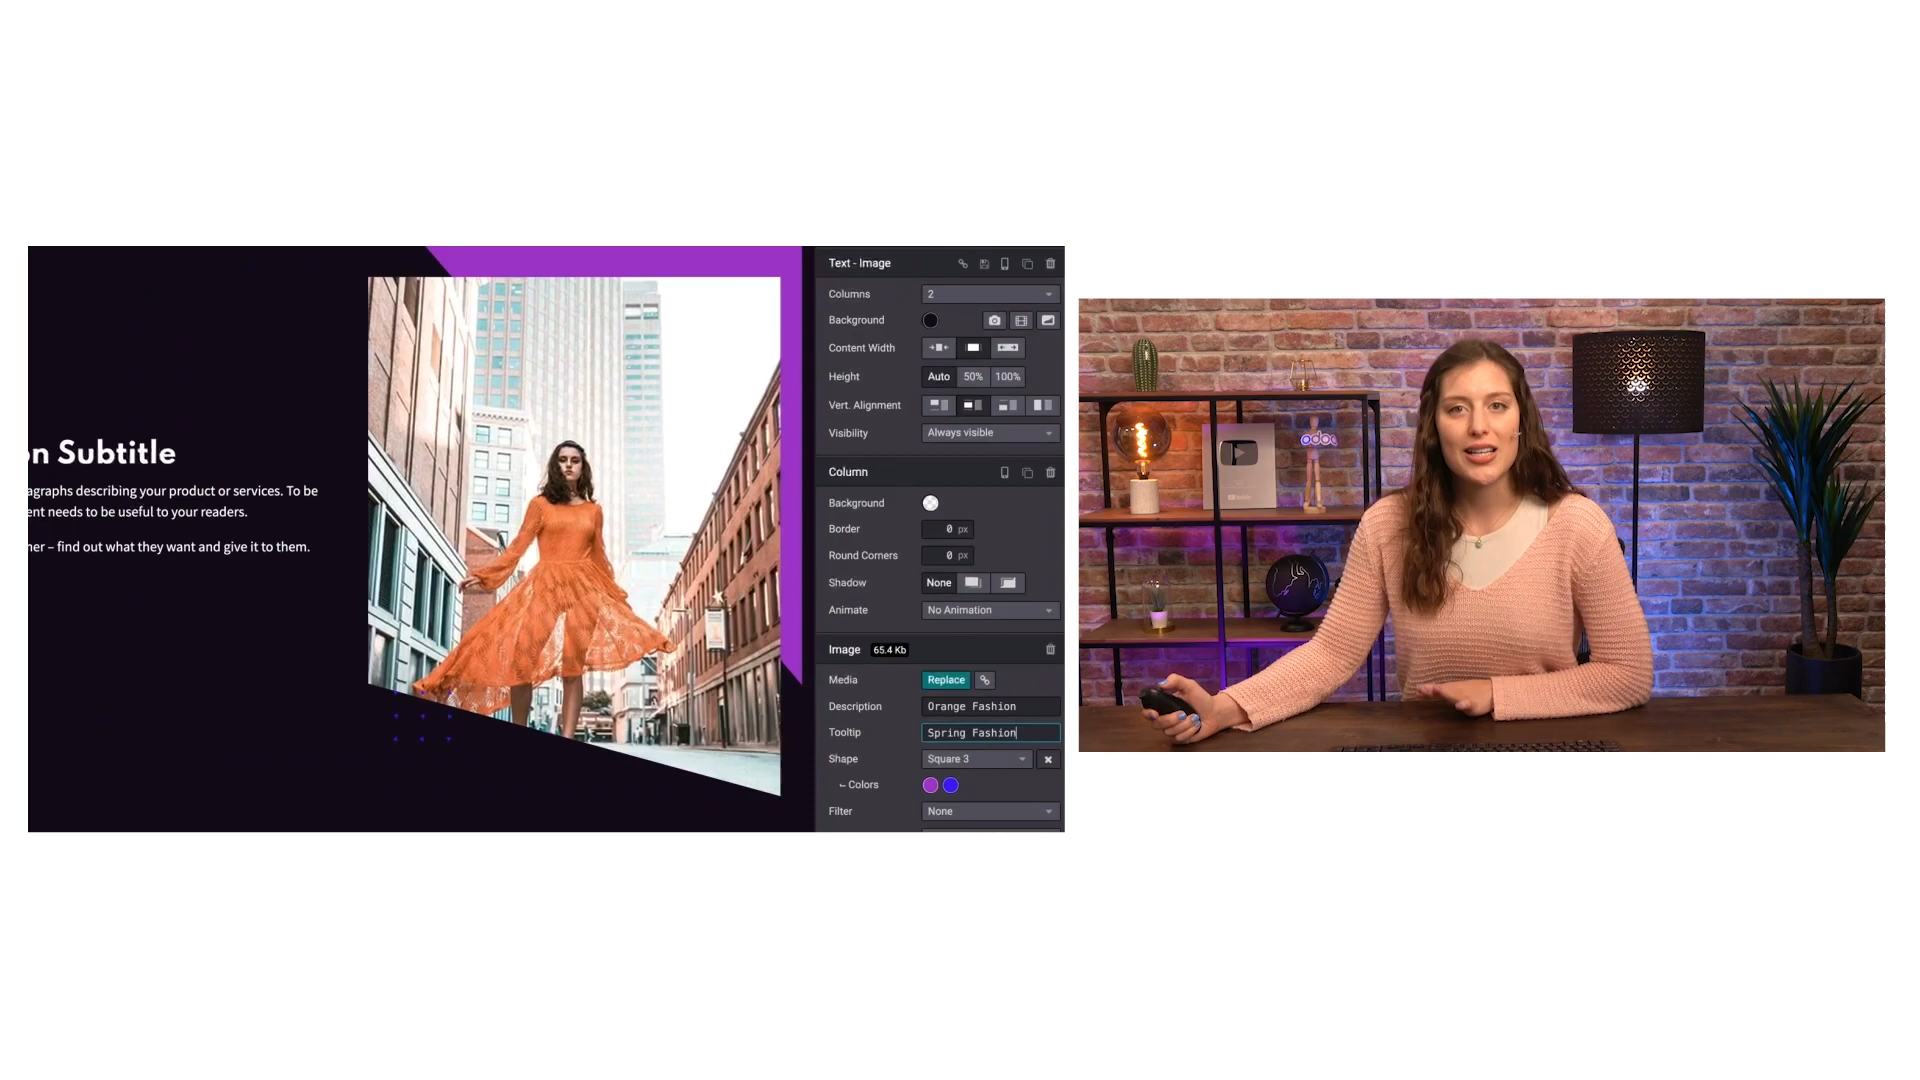 on Subtitle
agraphs describing your product or services. To be
ent needs to be useful to your readers.
ner – find out what they want and give it to them.
Text - Image
Columns 2
Background
Content Width
Height Auto 50% 100%
Vert. Alignment
Visibility Always visible
Column
Background
Border 0 px
Round Corners 0 px
Shadow None
Animate No Animation
Image 65.4 Kb
Media Replace
Description Orange Fashion
Tooltip Spring Fashion
Shape Square 3
Colors
Filter None
odoo